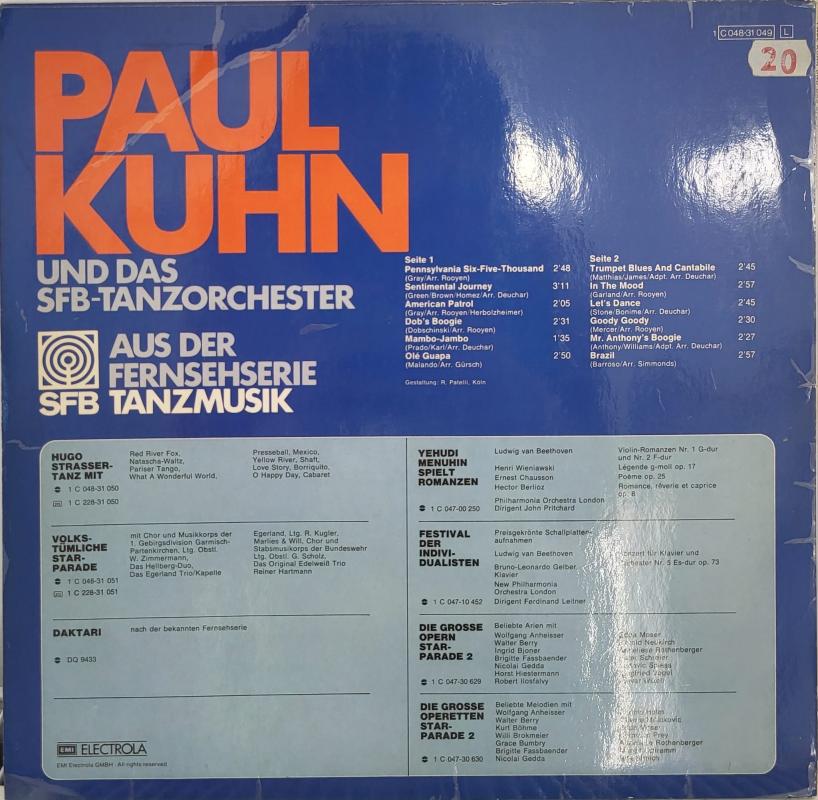 1 C 048-31 049 L
20
PAUL
KUHN
UND DAS
SFB-TANZORCHESTER
SFB
AUS DER
FERNSEHSERIE
TANZMUSIK
Seite 1
Pennsylvania Six-Five-Thousand 2'48
(Gray/Arr. Rooyen)
Sentimental Journey 3'11
(Green/Brown/Homez/Arr. Deuchar)
American Patrol 2'05
(Gray/Arr. Rooyen/Herbolzheimer)
Dob's Boogie 2'31
(Dobschinski/Arr. Rooyen)
Mambo-Jambo 1'35
(Prado/Karl/Arr. Deuchar)
Olé Guapa 2'50
(Malando/Arr. Gürsch)
Gestaltung: R. Patelli, Köln
Seite 2
Trumpet Blues And Cantabile 2'45
(Matthias/James/Adpt. Arr. Deuchar)
In The Mood 2'57
(Garland/Arr. Rooyen)
Let's Dance 2'45
(Stone/Bonime/Arr. Deuchar)
Goody Goody 2'30
(Mercer/Arr. Rooyen)
Mr. Anthony's Boogie 2'27
(Anthony/Williams/Adpt. Arr. Deuchar)
Brazil 2'57
(Barroso/Arr. Simmonds)
HUGO
STRASSER-
TANZ MIT
1 C 048-31 050
1 C 228-31 050
Red River Fox,
Natascha-Waltz,
Pariser Tango,
What A Wonderful World,
Presseball, Mexico,
Yellow River, Shaft,
Love Story, Borriquito,
O Happy Day, Cabaret
VOLKS-
TÜMLICHE
STAR-
PARADE
1 C 048-31 051
1 C 228-31 051
mit Chor und Musikkorps der
1. Gebirgsdivision Garmisch-
Partenkirchen, Ltg. Obstl.
W. Zimmermann,
Das Hellberg-Duo,
Das Egerland Trio/Kapelle
Egerland, Ltg. R. Kugler,
Marlies & Will, Chor und
Stabsmusikkorps der Bundeswehr
Ltg. Obstl. G. Scholz,
Das Original Edelweiß Trio
Reiner Hartmann
DAKTARI
nach der bekannten Fernsehserie
DQ 9433
EMI ELECTROLA
EMI Electrola GMBH · All rights reserved
YEHUDI
MENUHIN
SPIELT
ROMANZEN
1 C 047-00 250
Ludwig van Beethoven Violin-Romanzen Nr. 1 G-dur
und Nr. 2 F-dur
Henri Wieniawski Légende g-moll op. 17
Ernest Chausson Poème op. 25
Hector Berlioz Romance, rêverie et caprice
op. 8
Philharmonia Orchestra London
Dirigent John Pritchard
FESTIVAL
DER
INDIVI-
DUALISTEN
1 C 047-10 452
Preisgekrönte Schallplatten-
aufnahmen
Ludwig van Beethoven für Klavier und
Nr. 5 Es-dur op. 73
Bruno-Leonardo Gelber,
Klavier
New Philharmonia
Orchestra London
Dirigent Ferdinand Leitner
DIE GROSSE
OPERN
STAR-
PARADE 2
1 C 047-30 629
Beliebte Arien mit
Wolfgang Anheisser
Walter Berry
Ingrid Bjoner
Brigitte Fassbaender
Nicolai Gedda
Horst Hiestermann
Robert Ilosfalvy
Moser
Neukirch
Anneliese Rothenberger
DIE GROSSE
OPERETTEN
STAR-
PARADE 2
1 C 047-30 630
Beliebte Melodien mit
Wolfgang Anheisser
Walter Berry
Kurt Böhme
Willi Brokmeier
Grace Bumbry
Brigitte Fassbaender
Nicolai Gedda
Prey
Rothenberger